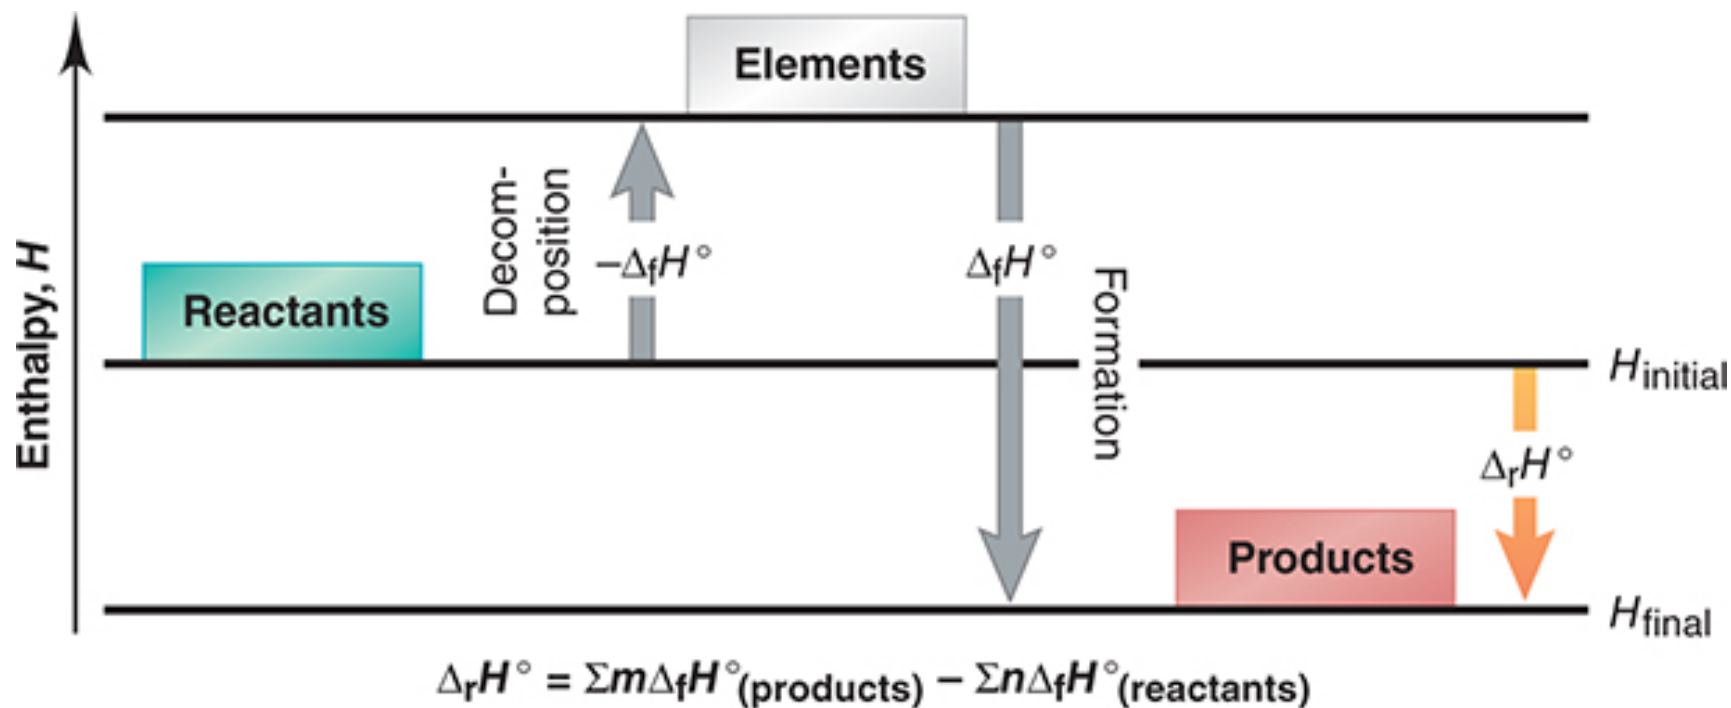 Enthalpy, H
Elements
Decom-
position
−ΔfH°
ΔfH°
Formation
Reactants
Hinitial
ΔrH°
Products
Hfinal
ΔrH° = ΣmΔfH°(products) − ΣnΔfH°(reactants)